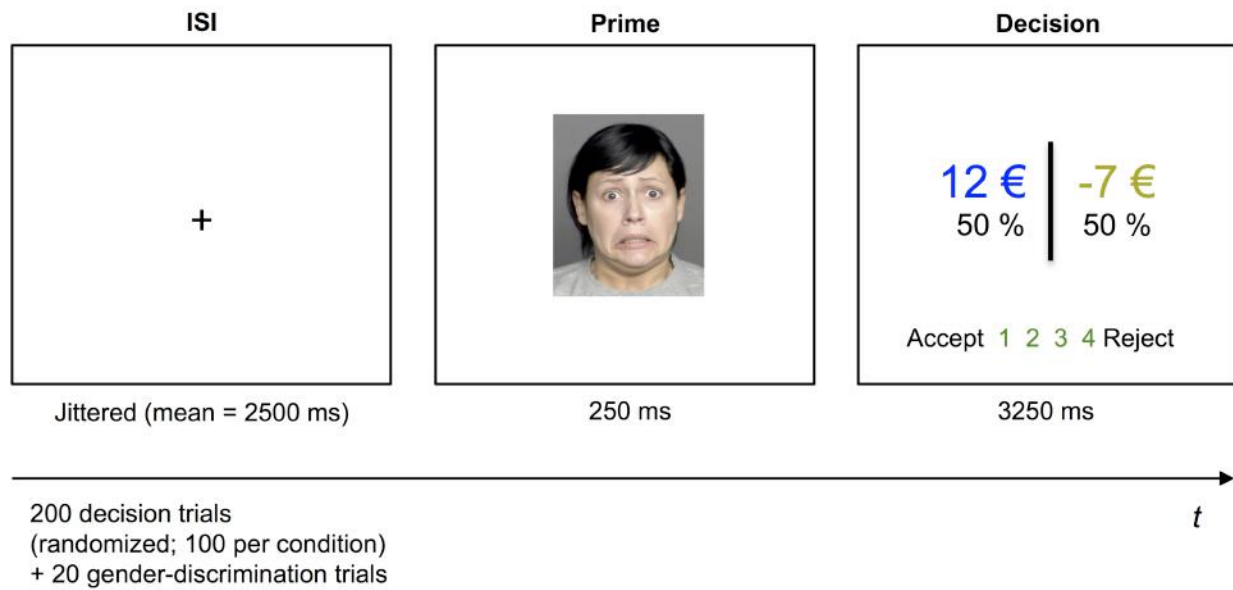 ISI
Prime
Decision
+
12 €
-7 €
50 %
50 %
Accept 1 2 3 4 Reject
Jittered (mean = 2500 ms)
250 ms
3250 ms
t
200 decision trials
(randomized; 100 per condition)
+ 20 gender-discrimination trials